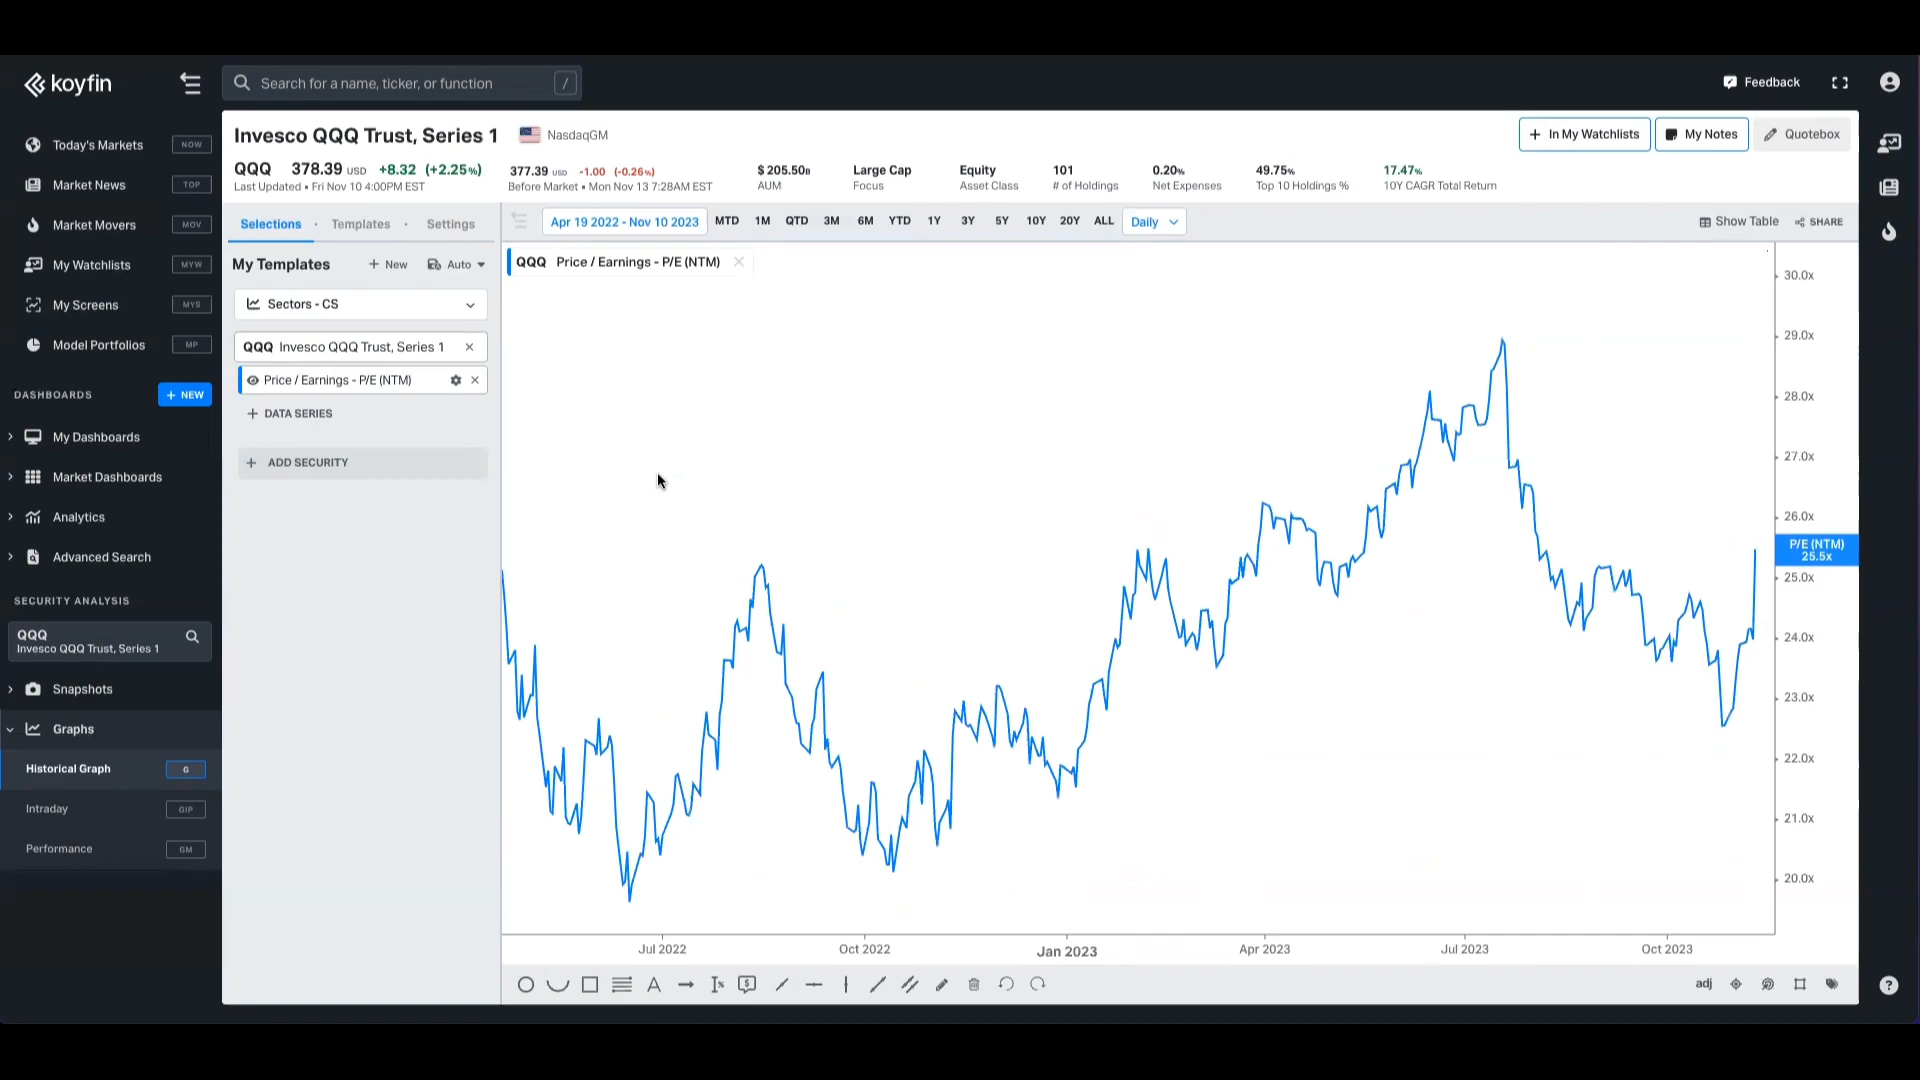 koyfin
Search for a name, ticker, or function /
Feedback
Today's Markets NOW
Market News TOP
Market Movers MOV
My Watchlists MYW
My Screens MYS
Model Portfolios MP
DASHBOARDS + NEW
My Dashboards
Market Dashboards
Analytics
Advanced Search
SECURITY ANALYSIS
QQQ
Invesco QQQ Trust, Series 1
Snapshots
Graphs
Historical Graph G
Intraday GIP
Performance GM
Invesco QQQ Trust, Series 1 NasdaqGM
+ In My Watchlists My Notes Quotebox
QQQ 378.39 USD +8.32 (+2.25%)
Last Updated • Fri Nov 10 4:00PM EST
377.39 USD -1.00 (-0.26%)
Before Market • Mon Nov 13 7:28AM EST
$ 205.50B
AUM
Large Cap
Focus
Equity
Asset Class
101
# of Holdings
0.20%
Net Expenses
49.75%
Top 10 Holdings %
17.47%
10Y CAGR Total Return
Selections • Templates • Settings
Apr 19 2022 - Nov 10 2023 MTD 1M QTD 3M 6M YTD 1Y 3Y 5Y 10Y 20Y ALL Daily
Show Table SHARE
My Templates + New Auto
Sectors - CS
QQQ Invesco QQQ Trust, Series 1
Price / Earnings - P/E (NTM)
+ DATA SERIES
+ ADD SECURITY
QQQ Price / Earnings - P/E (NTM)
30.0x
29.0x
28.0x
27.0x
26.0x
P/E (NTM)
25.5x
25.0x
24.0x
23.0x
22.0x
21.0x
20.0x
Jul 2022 Oct 2022 Jan 2023 Apr 2023 Jul 2023 Oct 2023
adj